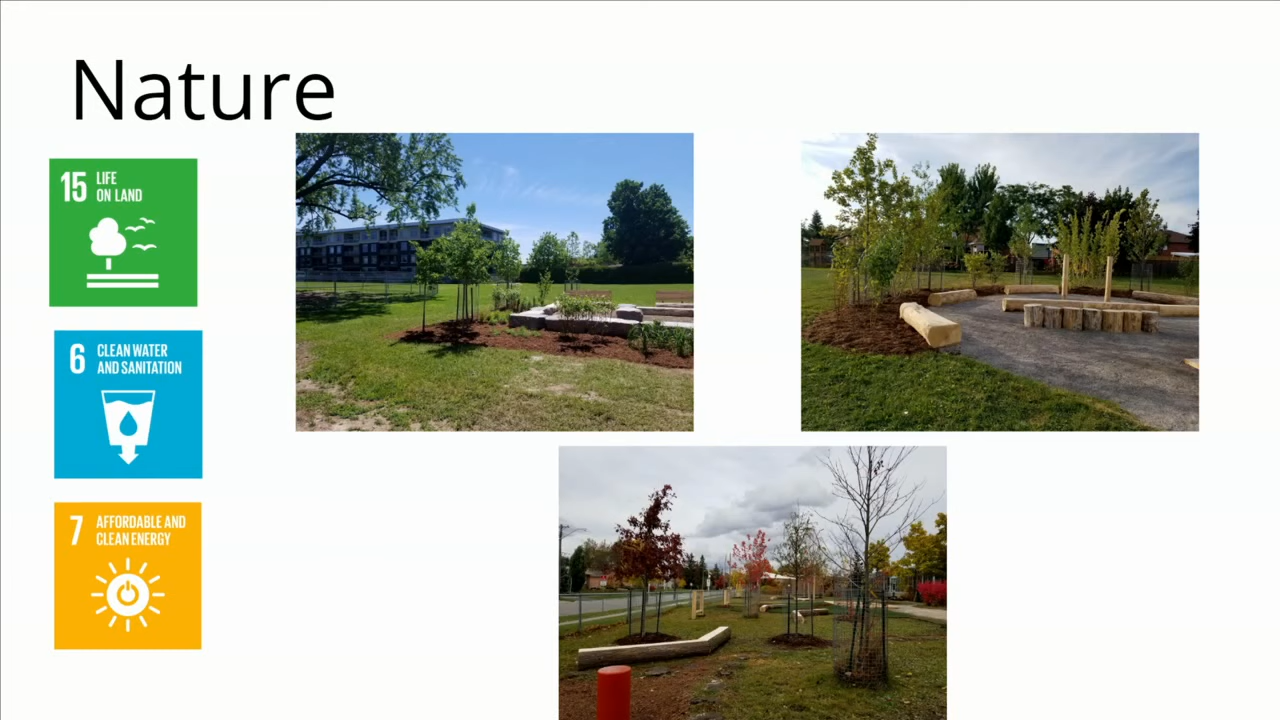 Nature
15 LIFE
ON LAND
6 CLEAN WATER
AND SANITATION
7 AFFORDABLE AND
CLEAN ENERGY